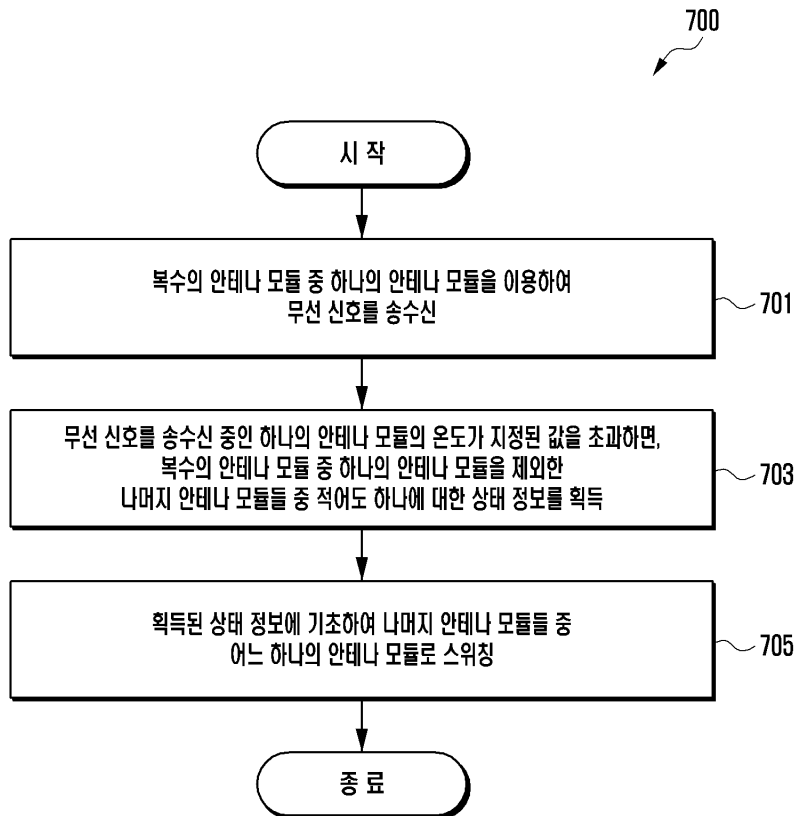 700
시 작
복수의 안테나 모듈 중 하나의 안테나 모듈을 이용하여
무선 신호를 송수신
701
무선 신호를 송수신 중인 하나의 안테나 모듈의 온도가 지정된 값을 초과하면,
복수의 안테나 모듈 중 하나의 안테나 모듈을 제외한
나머지 안테나 모듈들 중 적어도 하나에 대한 상태 정보를 획득
703
획득된 상태 정보에 기초하여 나머지 안테나 모듈들 중
어느 하나의 안테나 모듈로 스위칭
705
종 료